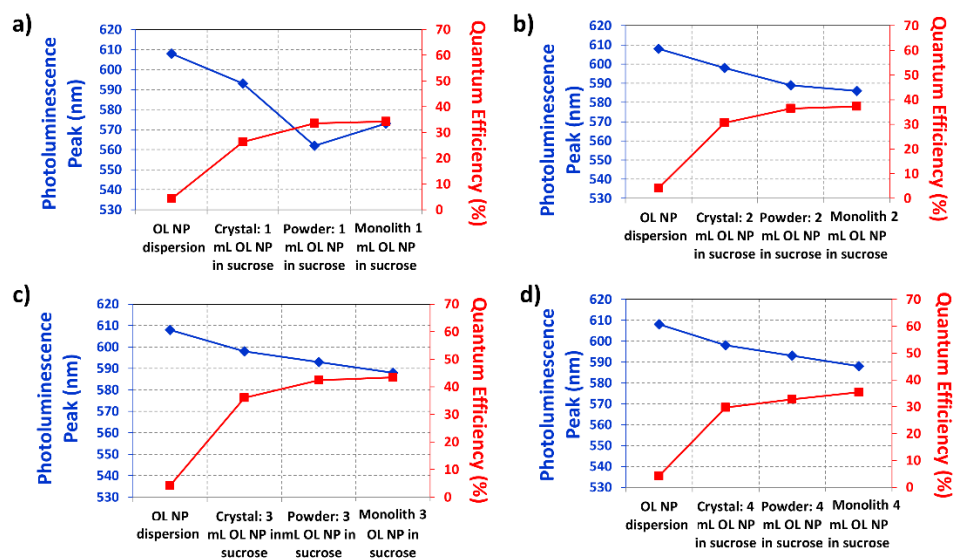 a)
Photoluminescence
Peak (nm)
620
610
600
590
580
570
560
550
540
530
70
60
50
40
30
20
10
0
Quantum Efficiency (%)
OL NP
dispersion
Crystal: 1
mL OL NP
in sucrose
Powder: 1
mL OL NP
in sucrose
Monolith 1
mL OL NP
in sucrose
b)
Photoluminescence
Peak (nm)
620
610
600
590
580
570
560
550
540
530
70
60
50
40
30
20
10
0
Quantum Efficiency (%)
OL NP
dispersion
Crystal: 2
mL OL NP
in sucrose
Powder: 2
mL OL NP
in sucrose
Monolith 2
mL OL NP
in sucrose
c)
Photoluminescence
Peak (nm)
620
610
600
590
580
570
560
550
540
530
70
60
50
40
30
20
10
0
Quantum Efficiency (%)
OL NP
dispersion
Crystal: 3
mL OL NP in
sucrose
Powder: 3
mL OL NP in
sucrose
Monolith 3
OL NP in
sucrose
d)
Photoluminescence
Peak (nm)
620
610
600
590
580
570
560
550
540
530
70
60
50
40
30
20
10
0
Quantum Efficiency (%)
OL NP
dispersion
Crystal: 4
mL OL NP
in sucrose
Powder: 4
mL OL NP
in sucrose
Monolith 4
mL OL NP
in sucrose